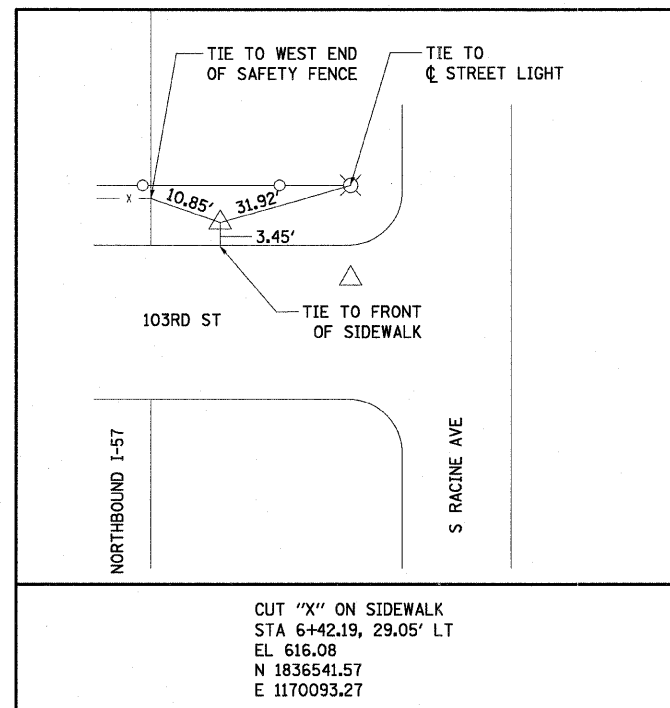 TIE TO WEST END
OF SAFETY FENCE
TIE TO
℄ STREET LIGHT
X
10.85'
31.92'
3.45'
103RD ST
TIE TO FRONT
OF SIDEWALK
NORTHBOUND I-57
S RACINE AVE
CUT "X" ON SIDEWALK
STA 6+42.19, 29.05' LT
EL 616.08
N 1836541.57
E 1170093.27